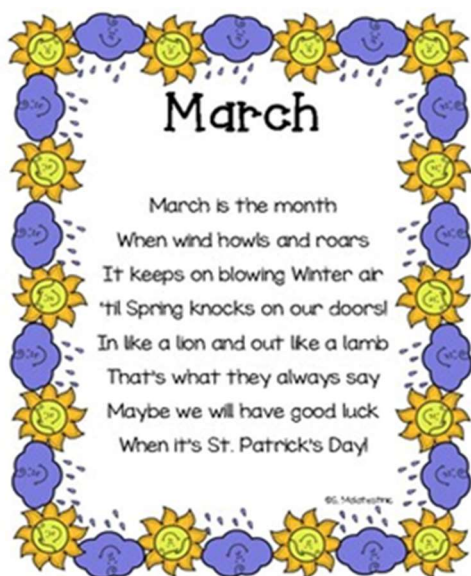 March
March is the month
When wind howls and roars
It keeps on blowing Winter air
'til Spring knocks on our doors!
In like a lion and out like a lamb
That's what they always say
Maybe we will have good luck
When it's St. Patrick's Day!